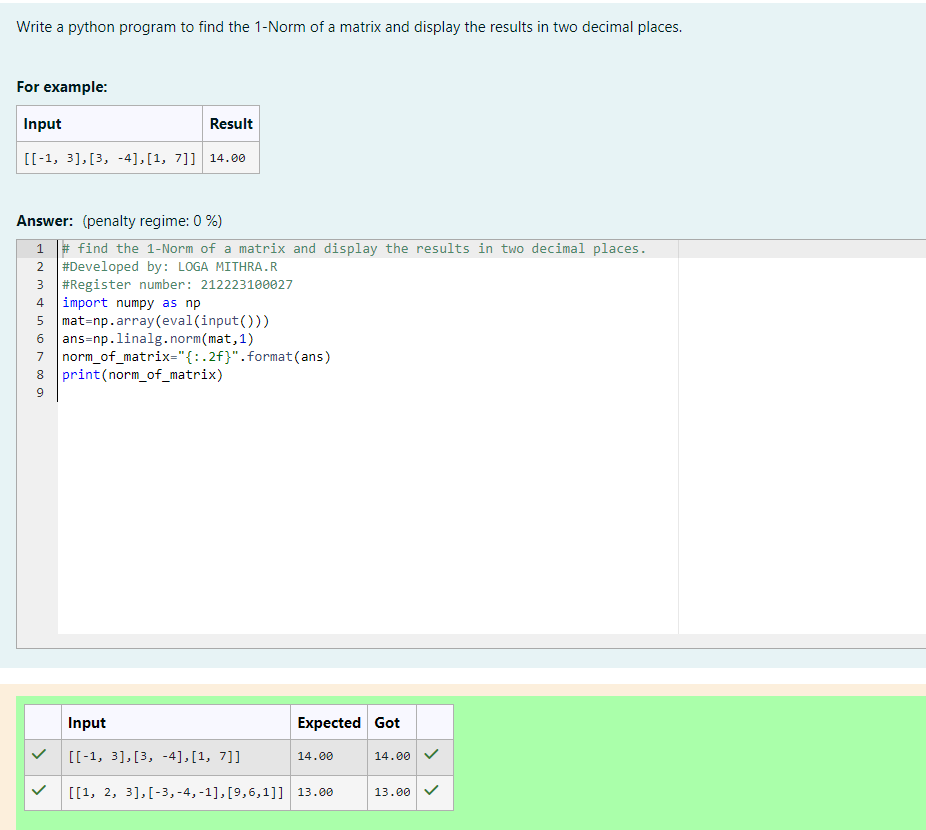 Write a python program to find the 1-Norm of a matrix and display the results in two decimal places.
For example:
Input Result
[[-1, 3],[3, -4],[1, 7]] 14.00
Answer: (penalty regime: 0 %)
1 # find the 1-Norm of a matrix and display the results in two decimal places.
2 #Developed by: LOGA MITHRA.R
3 #Register number: 212223100027
4 import numpy as np
5 mat=np.array(eval(input()))
6 ans=np.linalg.norm(mat,1)
7 norm_of_matrix="{:.2f}".format(ans)
8 print(norm_of_matrix)
9
Input Expected Got
[[-1, 3],[3, -4],[1, 7]] 14.00 14.00
[[1, 2, 3],[-3,-4,-1],[9,6,1]] 13.00 13.00